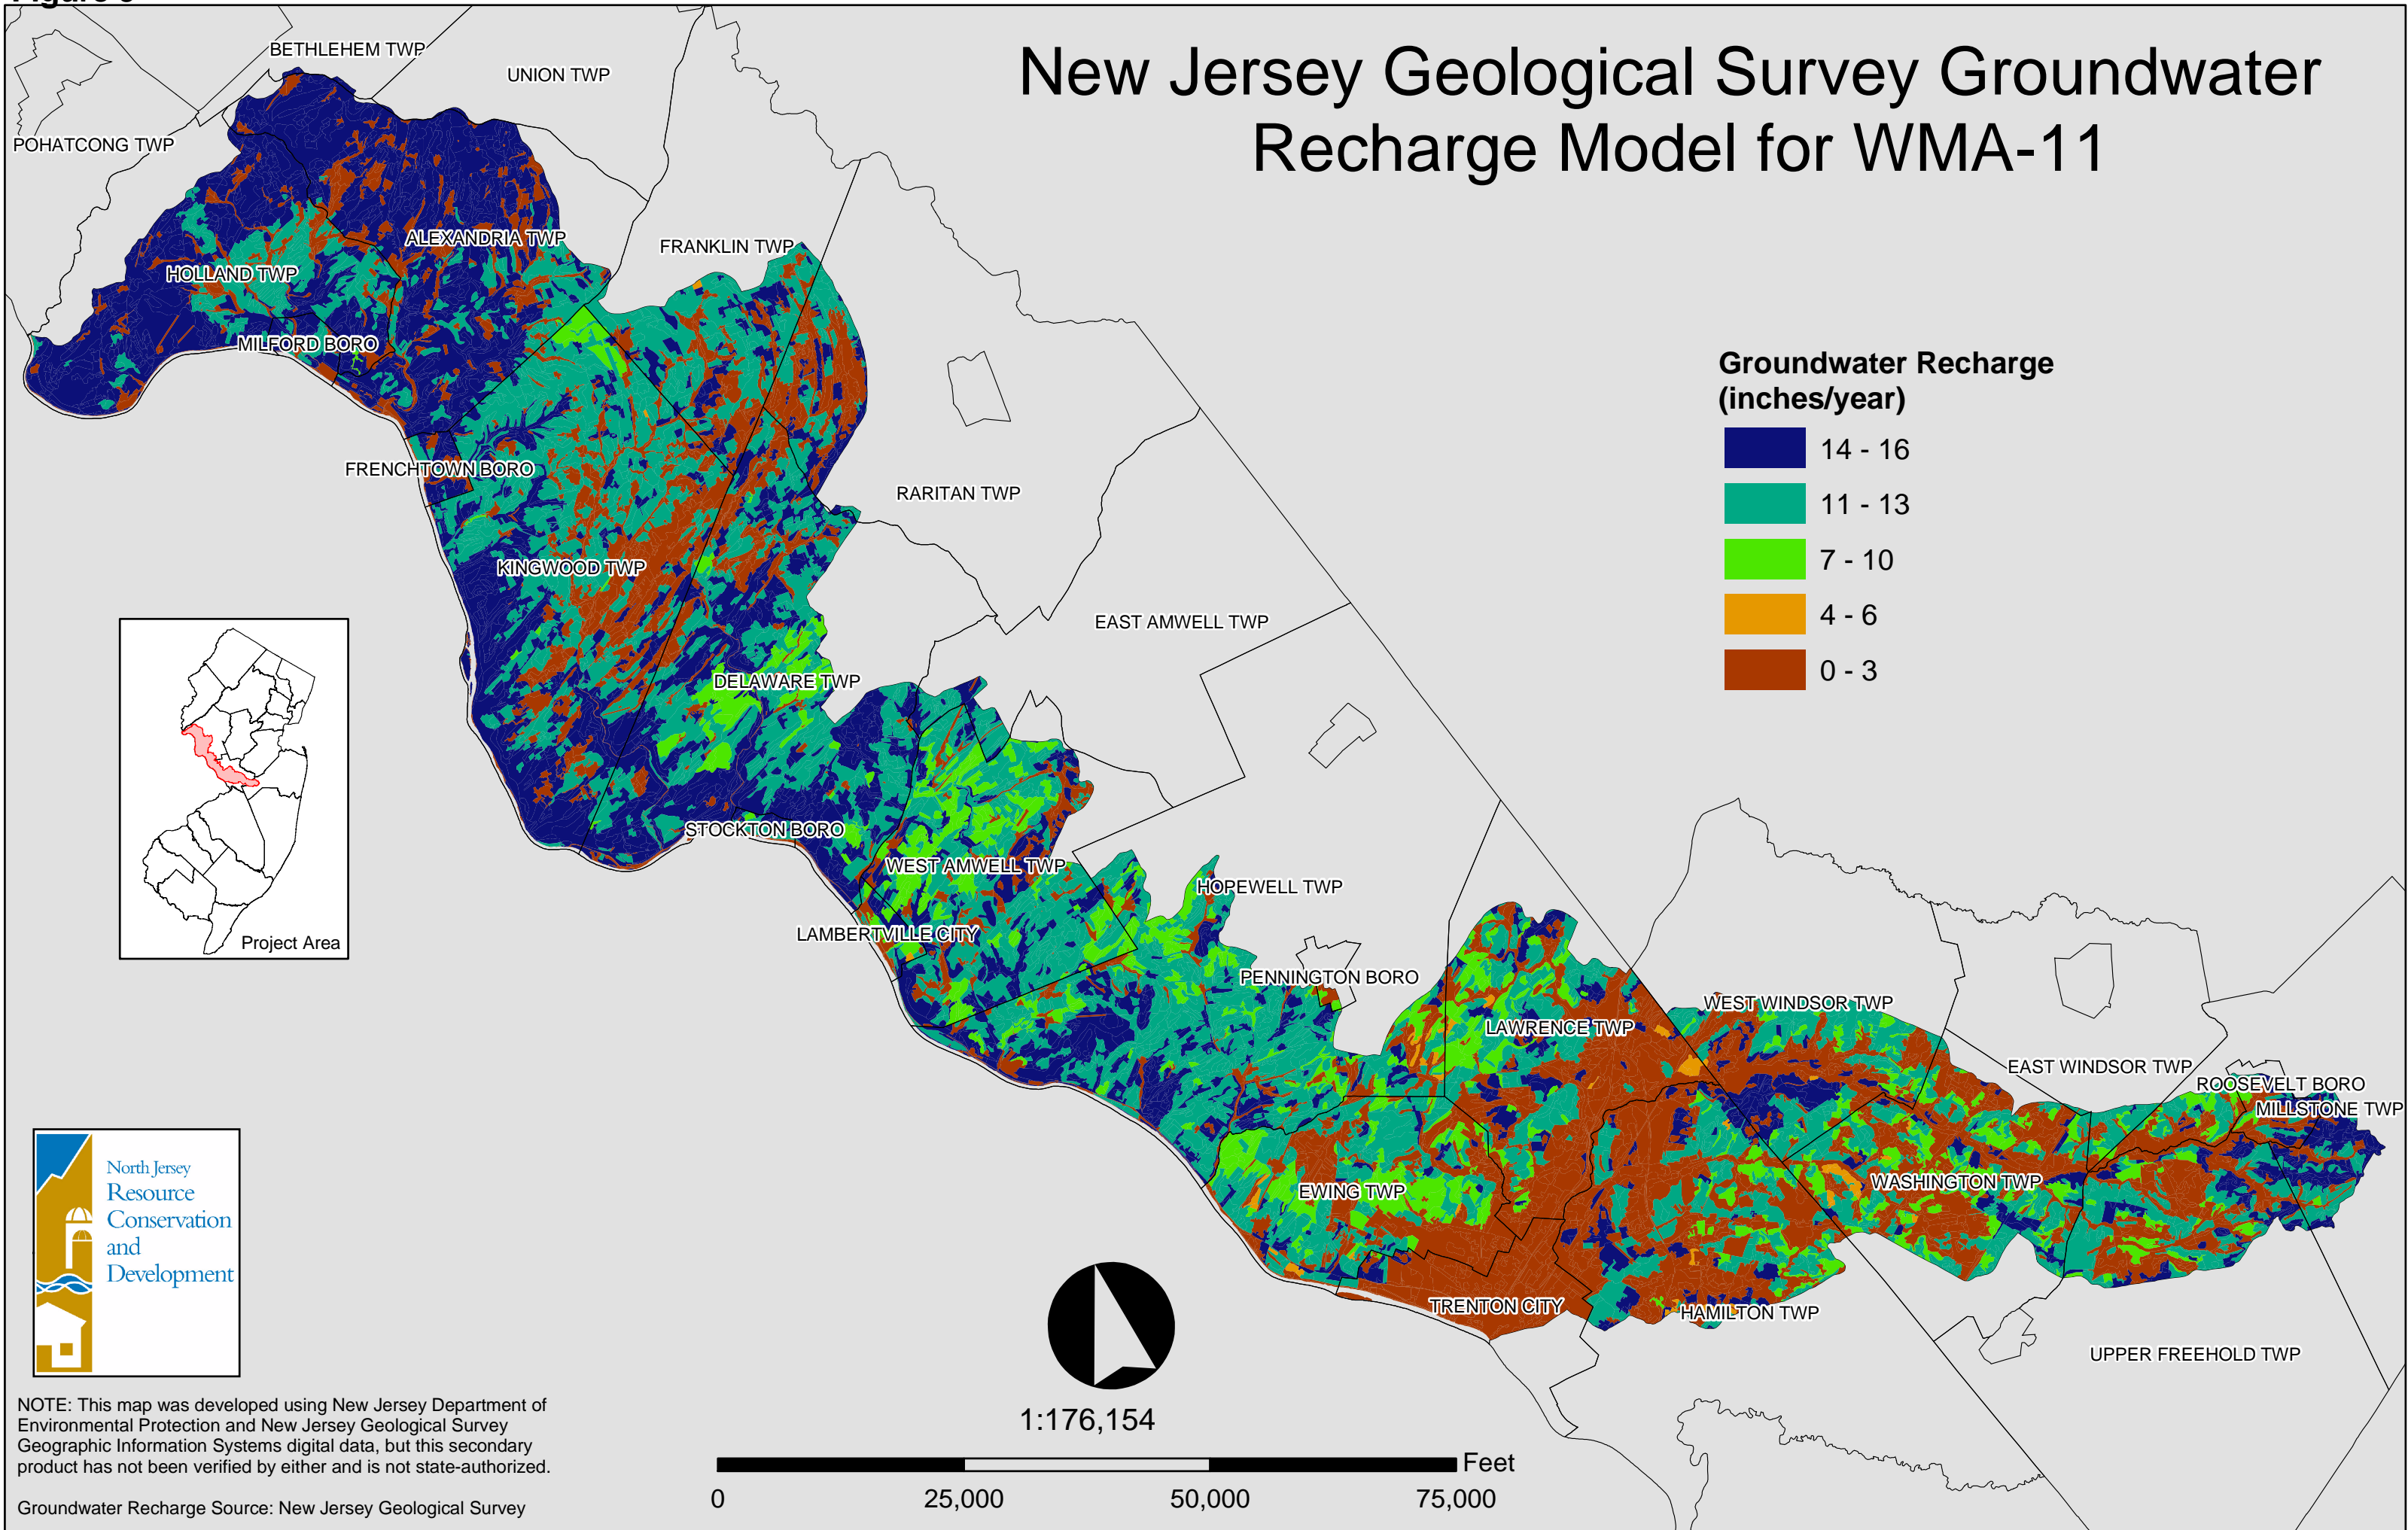 New Jersey Geological Survey Groundwater
Recharge Model for WMA-11
BETHLEHEM TWP
UNION TWP
POHATCONG TWP
ALEXANDRIA TWP
FRANKLIN TWP
HOLLAND TWP
MILFORD BORO
FRENCHTOWN BORO
RARITAN TWP
KINGWOOD TWP
EAST AMWELL TWP
DELAWARE TWP
STOCKTON BORO
WEST AMWELL TWP
HOPEWELL TWP
LAMBERTVILLE CITY
PENNINGTON BORO
WEST WINDSOR TWP
LAWRENCE TWP
EAST WINDSOR TWP
ROOSEVELT BORO
MILLSTONE TWP
WASHINGTON TWP
EWING TWP
TRENTON CITY
HAMILTON TWP
UPPER FREEHOLD TWP
Groundwater Recharge
(inches/year)
14 - 16
11 - 13
7 - 10
4 - 6
0 - 3
Project Area
North Jersey
Resource
Conservation
and
Development
NOTE: This map was developed using New Jersey Department of
Environmental Protection and New Jersey Geological Survey
Geographic Information Systems digital data, but this secondary
product has not been verified by either and is not state-authorized.
Groundwater Recharge Source: New Jersey Geological Survey
1:176,154
Feet
0 25,000 50,000 75,000